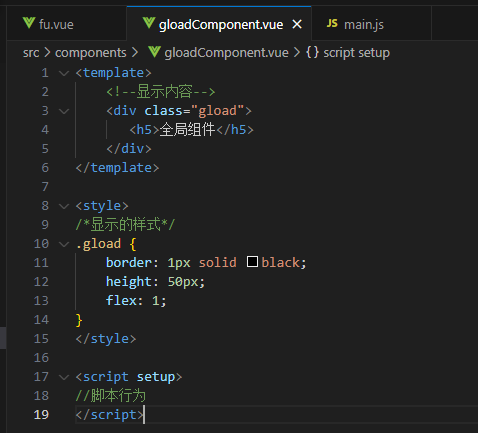 fu.vue gloadComponent.vue × JS main.js
src > components > gloadComponent.vue > {} script setup
1 <template>
2 <!--显示内容-->
3 <div class="gload">
4 <h5>全局组件</h5>
5 </div>
6 </template>
7
8 <style>
9 /*显示的样式*/
10 .gload {
11 border: 1px solid black;
12 height: 50px;
13 flex: 1;
14 }
15 </style>
16
17 <script setup>
18 //脚本行为
19 </script>